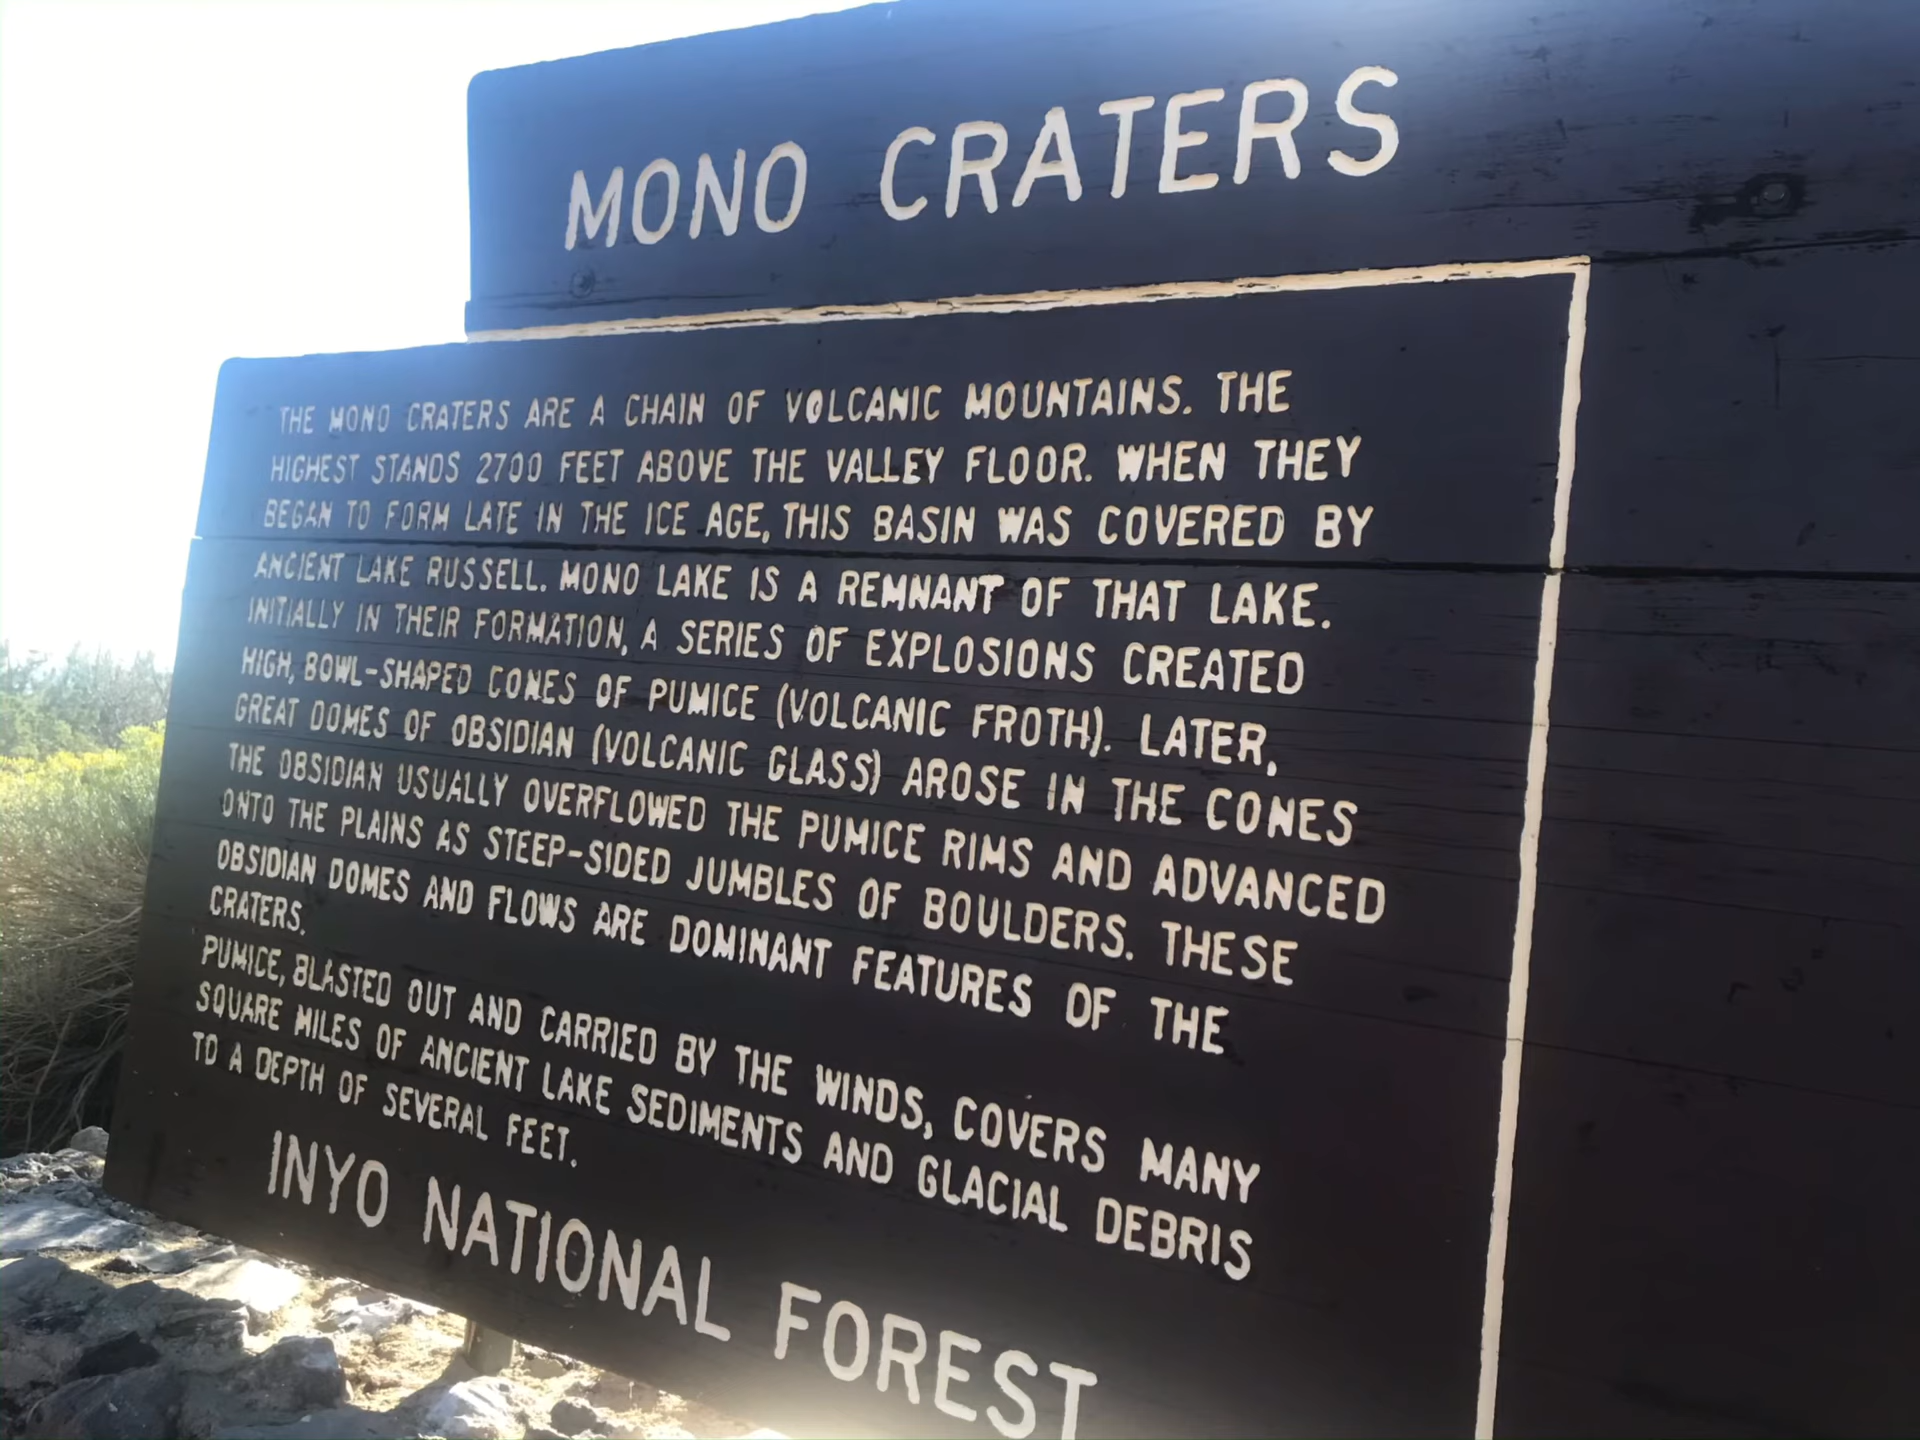 MONO CRATERS
THE MONO CRATERS ARE A CHAIN OF VOLCANIC MOUNTAINS. THE
HIGHEST STANDS 2700 FEET ABOVE THE VALLEY FLOOR. WHEN THEY
BEGAN TO FORM LATE IN THE ICE AGE, THIS BASIN WAS COVERED BY
ANCIENT LAKE RUSSELL. MONO LAKE IS A REMNANT OF THAT LAKE.
INITIALLY IN THEIR FORMATION, A SERIES OF EXPLOSIONS CREATED
HIGH, BOWL-SHAPED CONES OF PUMICE (VOLCANIC FROTH). LATER,
GREAT DOMES OF OBSIDIAN (VOLCANIC GLASS) AROSE IN THE CONES
THE OBSIDIAN USUALLY OVERFLOWED THE PUMICE RIMS AND ADVANCED
ONTO THE PLAINS AS STEEP-SIDED JUMBLES OF BOULDERS. THESE
OBSIDIAN DOMES AND FLOWS ARE DOMINANT FEATURES OF THE
CRATERS.
PUMICE, BLASTED OUT AND CARRIED BY THE WINDS, COVERS MANY
SQUARE MILES OF ANCIENT LAKE SEDIMENTS AND GLACIAL DEBRIS
TO A DEPTH OF SEVERAL FEET.
INYO NATIONAL FOREST